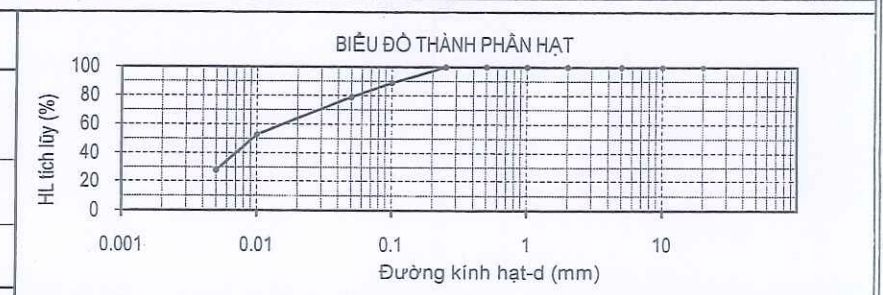 BIỂU ĐỒ THÀNH PHẦN HẠT
HL tích lũy (%)
100
80
60
40
20
0
0.001 0.01 0.1 1 10
Đường kính hạt-d (mm)